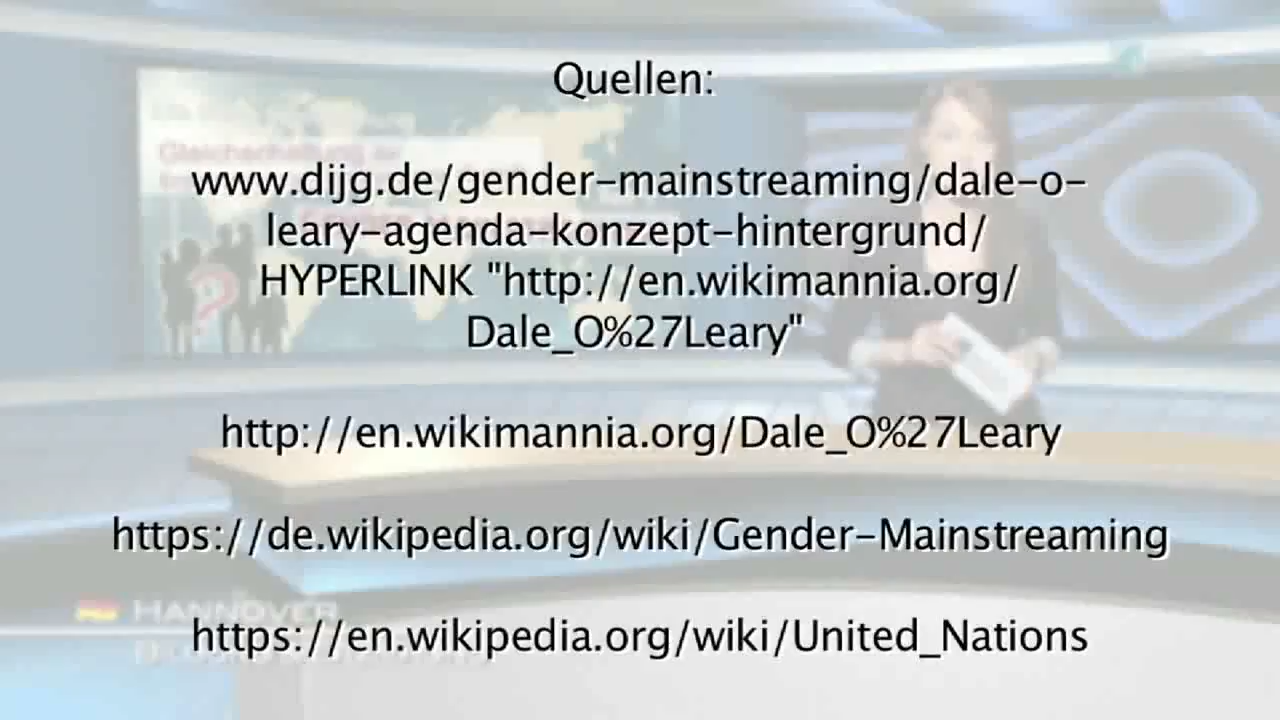 Quellen:
www.dijg.de/gender-mainstreaming/dale-o-
leary-agenda-konzept-hintergrund/
HYPERLINK "http://en.wikimannia.org/
Dale_O%27Leary"
http://en.wikimannia.org/Dale_O%27Leary
https://de.wikipedia.org/wiki/Gender-Mainstreaming
HANNOVER
https://en.wikipedia.org/wiki/United_Nations